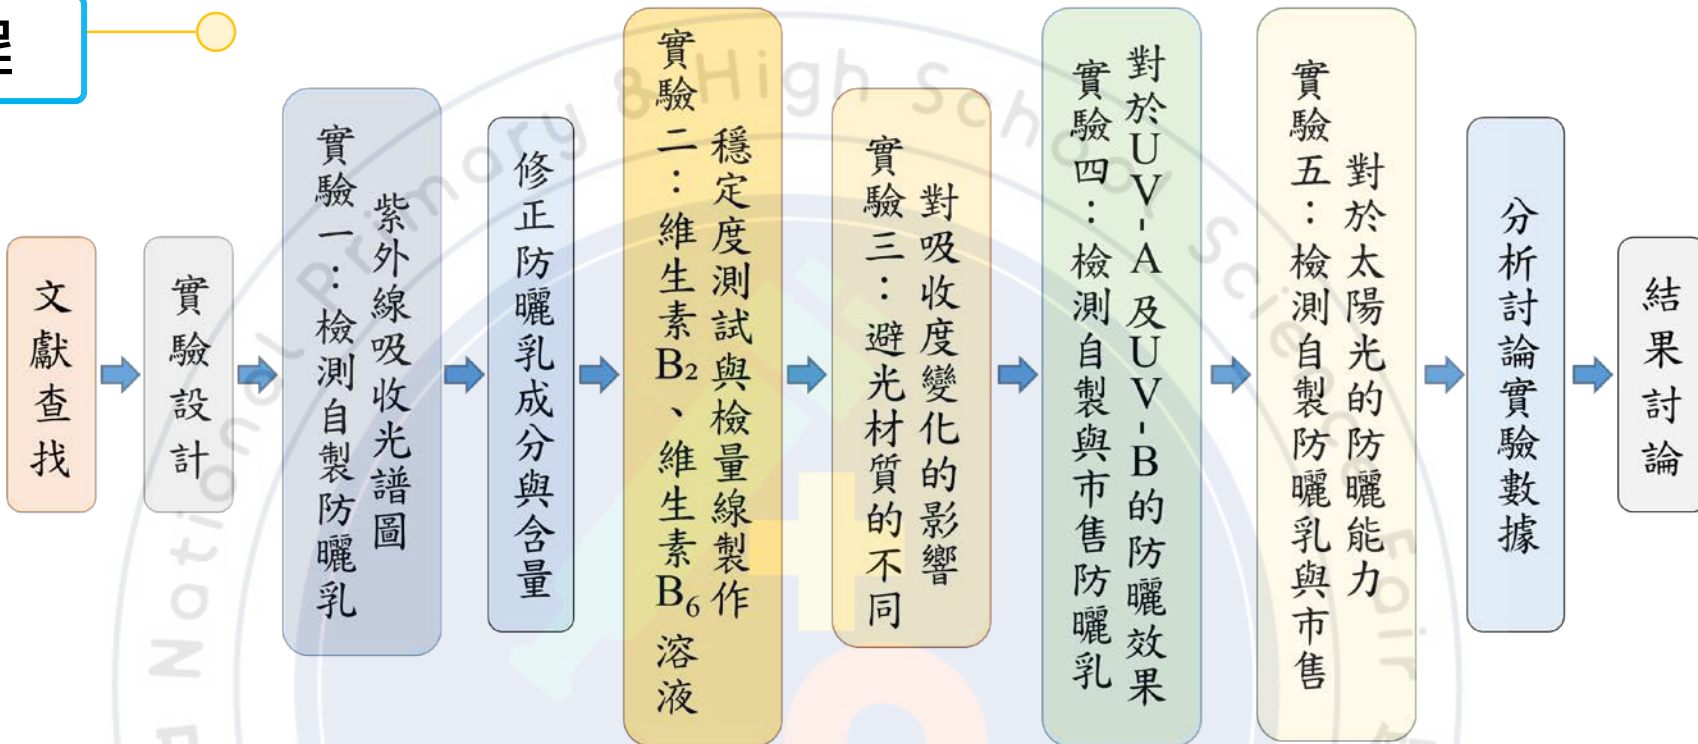 文獻查找
實驗設計
實驗一：檢測自製防曬乳
紫外線吸收光譜圖
修正防曬乳成分與含量
實驗二：維生素B₂、維生素B₆溶液
穩定度測試與檢量線製作
實驗三：避光材質的不同
對吸收度變化的影響
實驗四：檢測自製與市售防曬乳
對於UV-A及UV-B的防曬效果
實驗五：檢測自製防曬乳與市售
對於太陽光的防曬能力
分析討論實驗數據
結果討論
National Primary & High School Science Fair